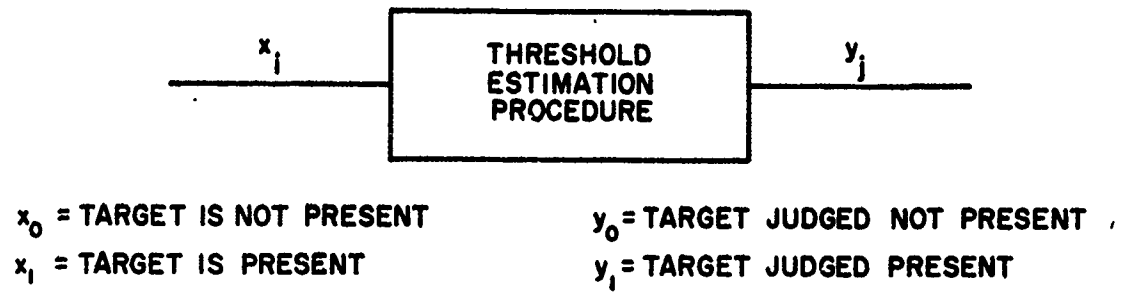 x_i
THRESHOLD
ESTIMATION
PROCEDURE
y_j
x_0 = TARGET IS NOT PRESENT
y_0 = TARGET JUDGED NOT PRESENT
x_1 = TARGET IS PRESENT
y_1 = TARGET JUDGED PRESENT